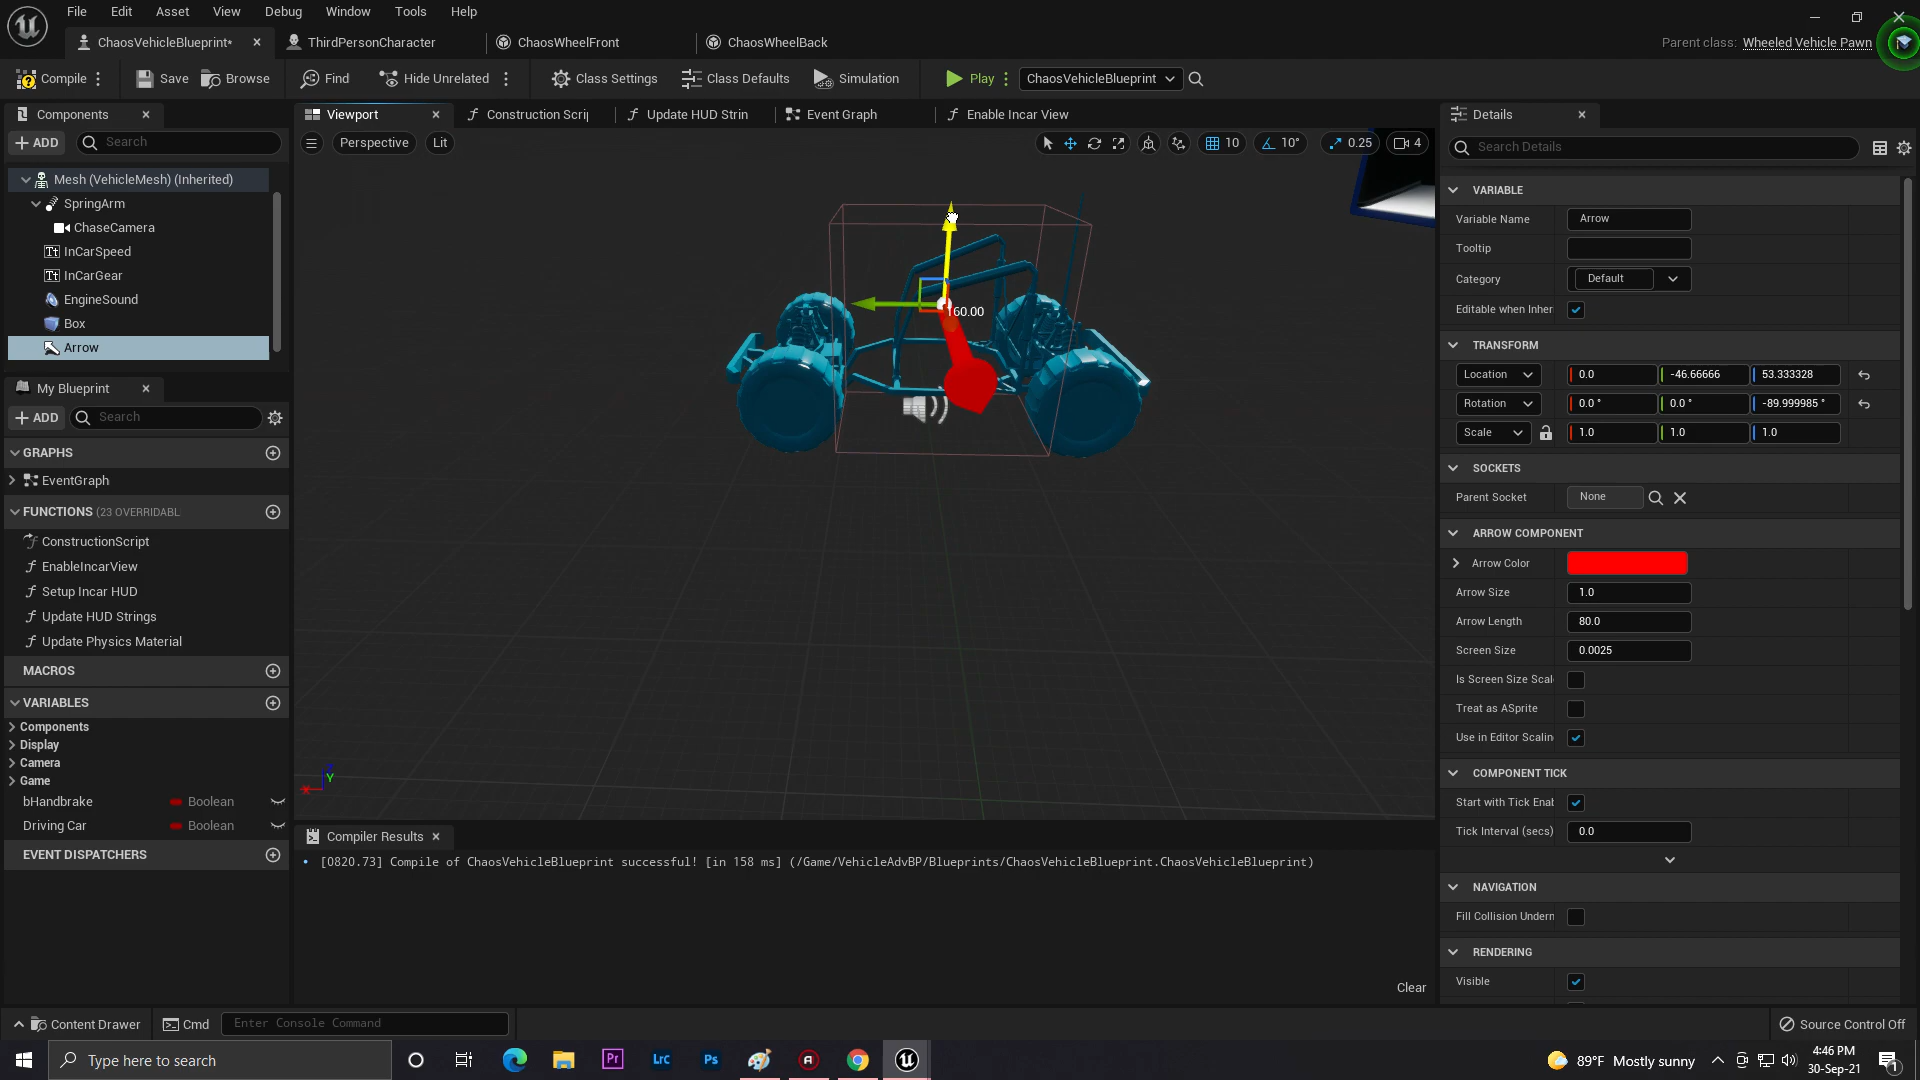 File Edit Asset View Debug Window Tools Help
ChaosVehicleBlueprint* ThirdPersonCharacter ChaosWheelFront ChaosWheelBack Parent class: Wheeled Vehicle Pawn
Compile Save Browse Find Hide Unrelated Class Settings Class Defaults Simulation Play ChaosVehicleBlueprint
Components
ADD Search
Mesh (VehicleMesh) (Inherited)
SpringArm
ChaseCamera
InCarSpeed
InCarGear
EngineSound
Box
Arrow
My Blueprint
ADD Search
GRAPHS
EventGraph
FUNCTIONS (23 OVERRIDABL
ConstructionScript
EnableIncarView
Setup Incar HUD
Update HUD Strings
Update Physics Material
MACROS
VARIABLES
Components
Display
Camera
Game
bHandbrake Boolean
Driving Car Boolean
EVENT DISPATCHERS
Viewport Construction Scrip Update HUD Strin Event Graph Enable Incar View
Perspective Lit 10 10° 0.25 4
160.00
Y
X
Compiler Results
[0820.73] Compile of ChaosVehicleBlueprint successful! [in 158 ms] (/Game/VehicleAdvBP/Blueprints/ChaosVehicleBlueprint.ChaosVehicleBlueprint)
Clear
Details
Search Details
VARIABLE
Variable Name Arrow
Tooltip
Category Default
Editable when Inher
TRANSFORM
Location 0.0 -46.66666 53.333328
Rotation 0.0 ° 0.0 ° -89.999985 °
Scale 1.0 1.0 1.0
SOCKETS
Parent Socket None
ARROW COMPONENT
Arrow Color
Arrow Size 1.0
Arrow Length 80.0
Screen Size 0.0025
Is Screen Size Scal
Treat as ASprite
Use in Editor Scalin
COMPONENT TICK
Start with Tick Enab
Tick Interval (secs) 0.0
NAVIGATION
Fill Collision Undern
RENDERING
Visible
Content Drawer Cmd Enter Console Command Source Control Off
Type here to search Pr Lrc Ps 89°F Mostly sunny 4:46 PM
30-Sep-21 1